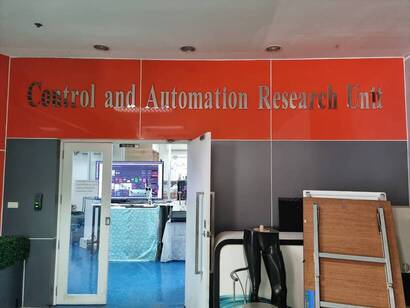 Control and Automation Research Unit